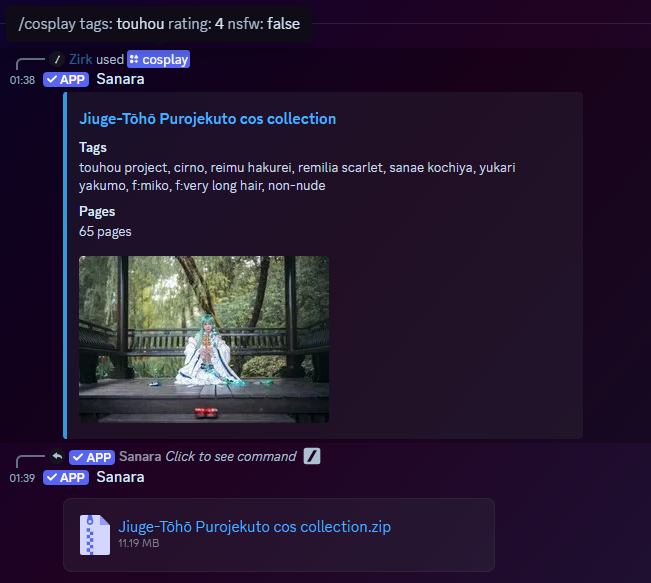 /cosplay tags: touhou rating: 4 nsfw: false
Zirk used cosplay
01:38 APP Sanara
Jiuge-Tōhō Purojekuto cos collection
Tags
touhou project, cirno, reimu hakurei, remilia scarlet, sanae kochiya, yukari
yakumo, f:miko, f:very long hair, non-nude
Pages
65 pages
APP Sanara Click to see command
01:39 APP Sanara
Jiuge-Tōhō Purojekuto cos collection.zip
11.19 MB